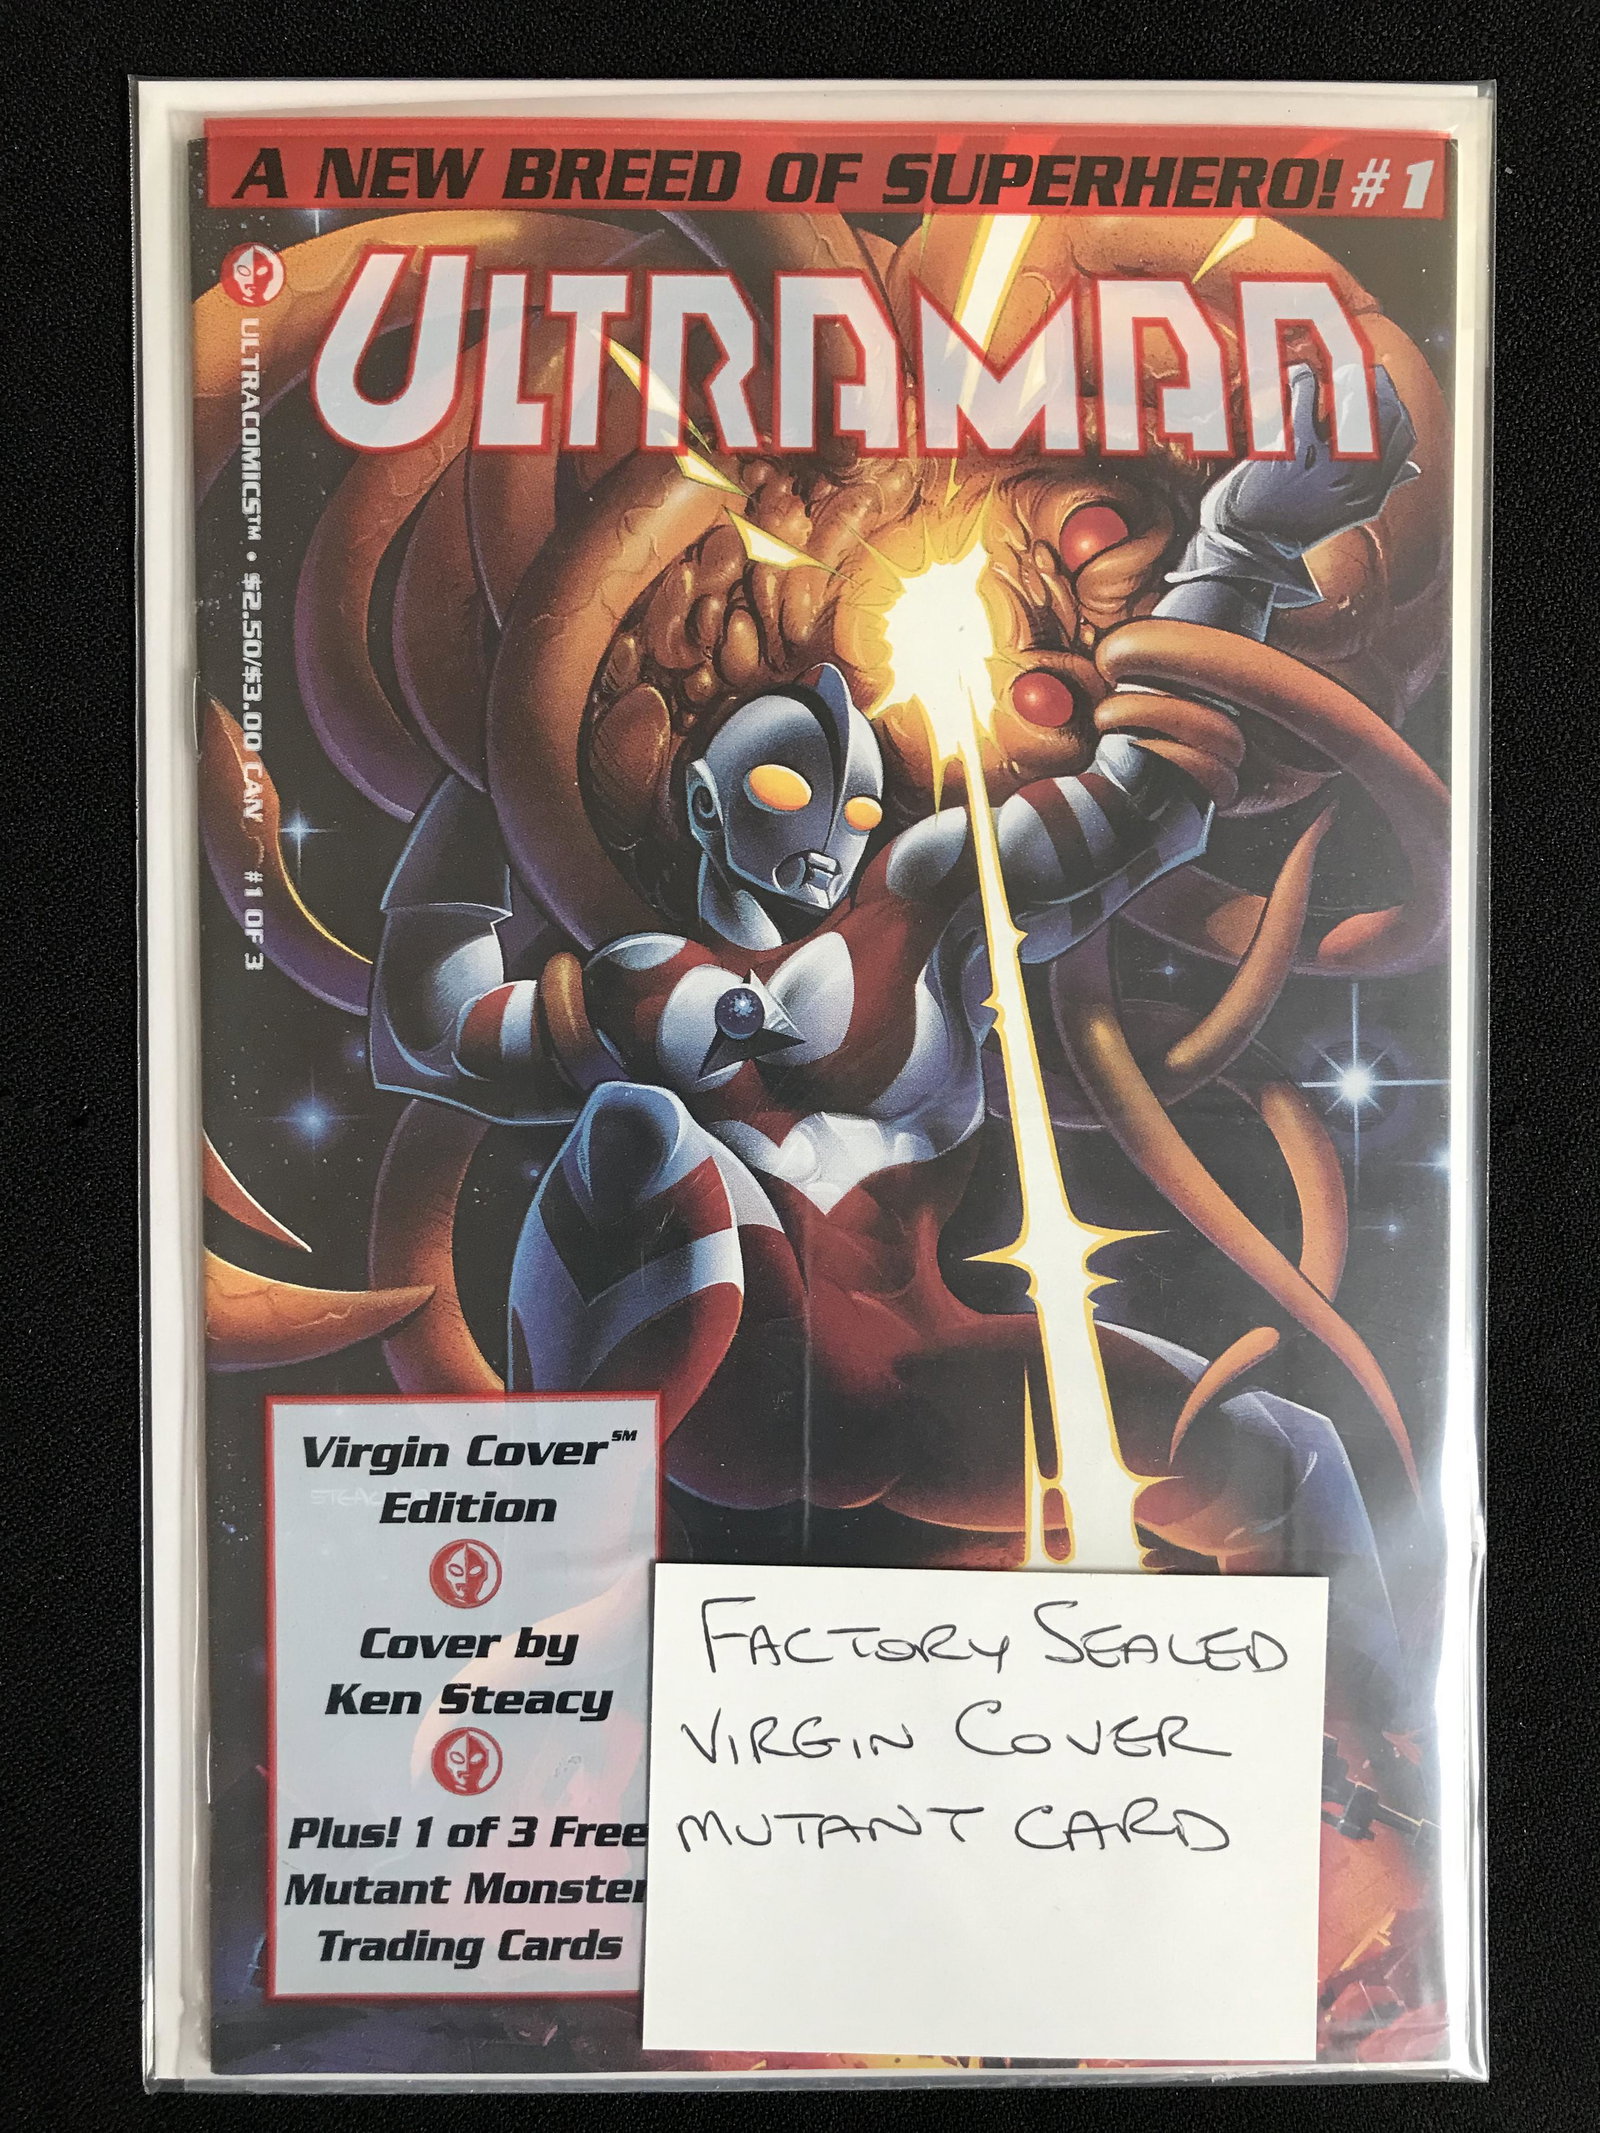 A NEW BREED OF SUPERHERO! #1
ULTRAMAN
ULTRACOMICS™ • $2.50/$3.00 CAN #1 OF 3
Virgin Cover℠
Edition
Cover by
Ken Steacy
Plus! 1 of 3 Free
Mutant Monster
Trading Cards
FACTORY SEALED
VIRGIN COVER
MUTANT CARD